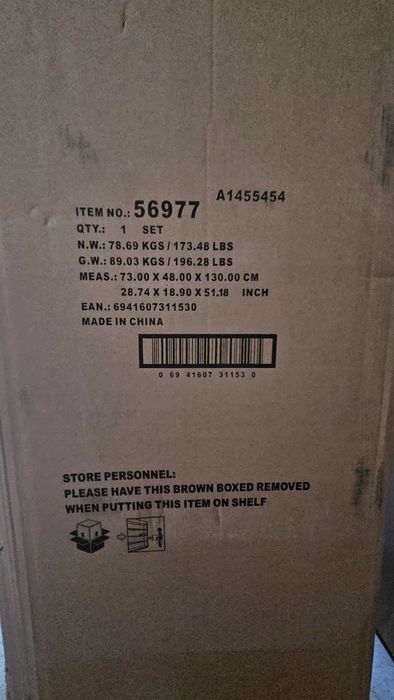 A1455454
ITEM NO.: 56977
QTY.: 1 SET
N.W.: 78.69 KGS / 173.48 LBS
G.W.: 89.03 KGS / 196.28 LBS
MEAS.: 73.00 X 48.00 X 130.00 CM
28.74 X 18.90 X 51.18 INCH
EAN.: 6941607311530
MADE IN CHINA
0 69 41607 31153 0
STORE PERSONNEL:
PLEASE HAVE THIS BROWN BOXED REMOVED
WHEN PUTTING THIS ITEM ON SHELF